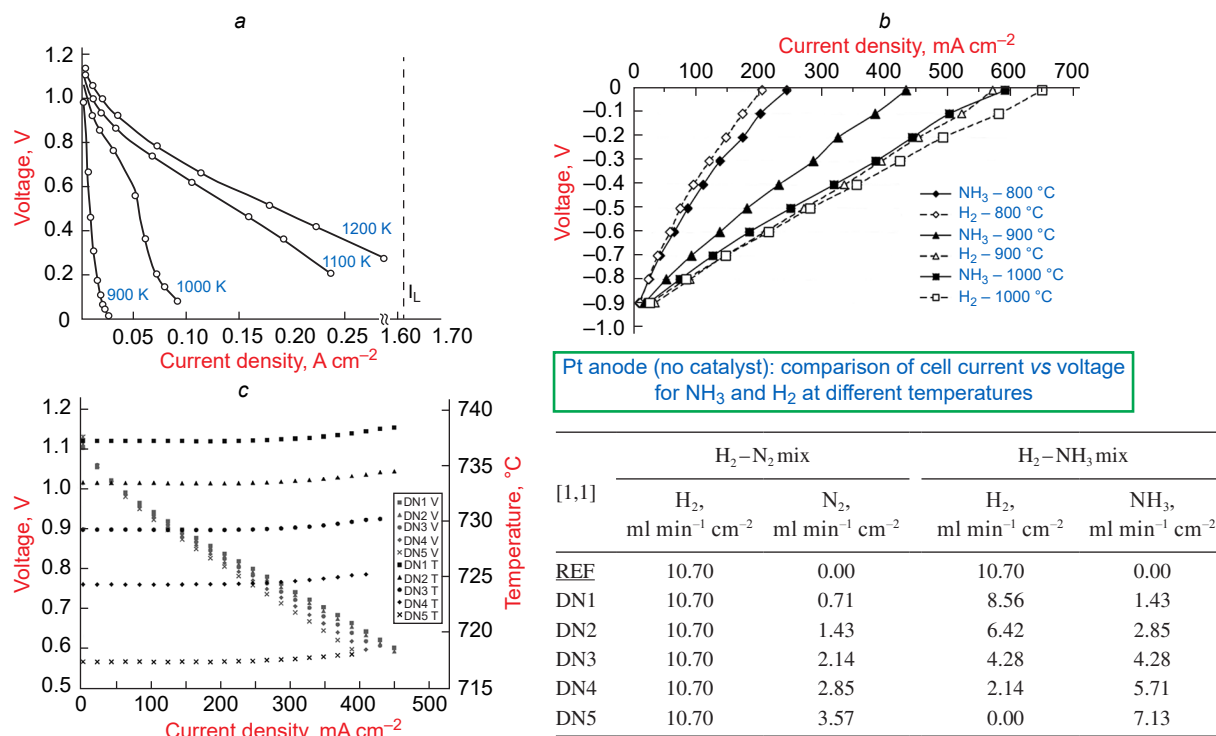 a
1.2
1.0
0.8
0.6
0.4
0.2
0
Voltage, V
900 K
1000 K
1100 K
1200 K
I_L
0.05 0.10 0.15 0.20 0.25 1.60 1.70
Current density, A cm⁻²
b
Current density, mA cm⁻²
0 100 200 300 400 500 600 700
0
−0.1
−0.2
−0.3
−0.4
−0.5
−0.6
−0.7
−0.8
−0.9
−1.0
Voltage, V
NH₃ – 800 °C
H₂ – 800 °C
NH₃ – 900 °C
H₂ – 900 °C
NH₃ – 1000 °C
H₂ – 1000 °C
Pt anode (no catalyst): comparison of cell current vs voltage
for NH₃ and H₂ at different temperatures
c
1.2
1.1
1.0
0.9
0.8
0.7
0.6
0.5
Voltage, V
740
735
730
725
720
715
Temperature, °C
DN1 V
DN2 V
DN3 V
DN4 V
DN5 V
DN1 T
DN2 T
DN3 T
DN4 T
DN5 T
0 100 200 300 400 500
Current density, mA cm⁻²
H₂–N₂ mix H₂–NH₃ mix
[1,1]
H₂, N₂, H₂, NH₃,
ml min⁻¹ cm⁻² ml min⁻¹ cm⁻² ml min⁻¹ cm⁻² ml min⁻¹ cm⁻²
REF 10.70 0.00 10.70 0.00
DN1 10.70 0.71 8.56 1.43
DN2 10.70 1.43 6.42 2.85
DN3 10.70 2.14 4.28 4.28
DN4 10.70 2.85 2.14 5.71
DN5 10.70 3.57 0.00 7.13